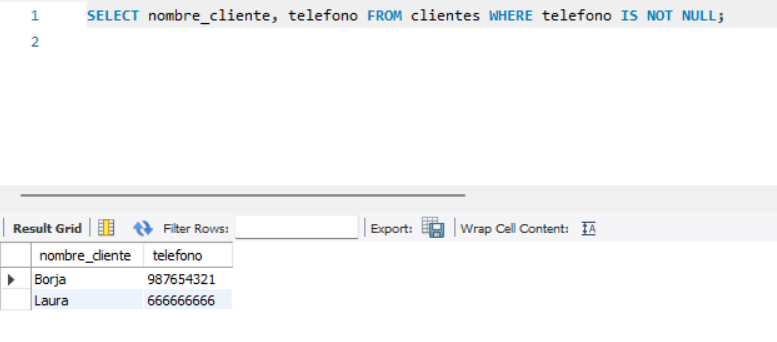 1 SELECT nombre_cliente, telefono FROM clientes WHERE telefono IS NOT NULL;
2
Result Grid Filter Rows: Export: Wrap Cell Content: IA
nombre_cliente telefono
Borja 987654321
Laura 666666666